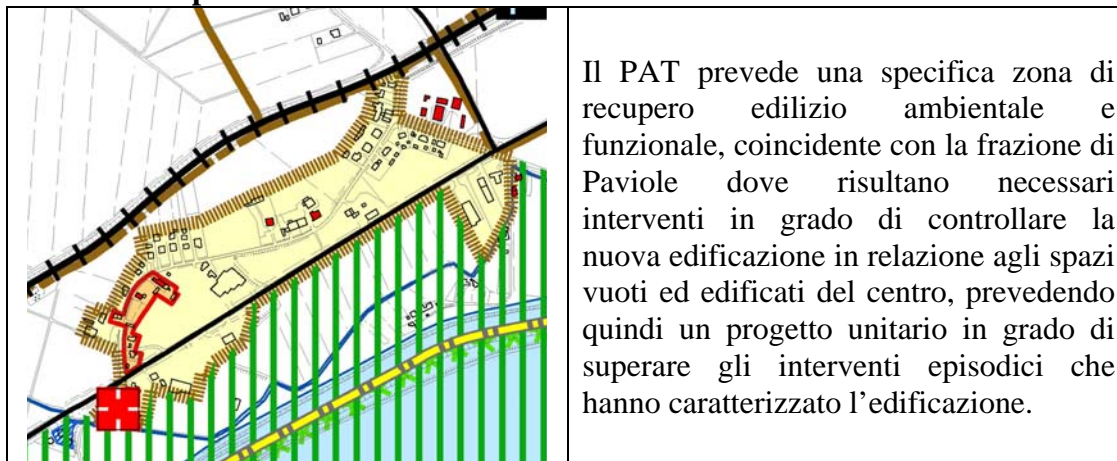 Il PAT prevede una specifica zona di
recupero edilizio ambientale e
funzionale, coincidente con la frazione di
Paviole dove risultano necessari
interventi in grado di controllare la
nuova edificazione in relazione agli spazi
vuoti ed edificati del centro, prevedendo
quindi un progetto unitario in grado di
superare gli interventi episodici che
hanno caratterizzato l’edificazione.